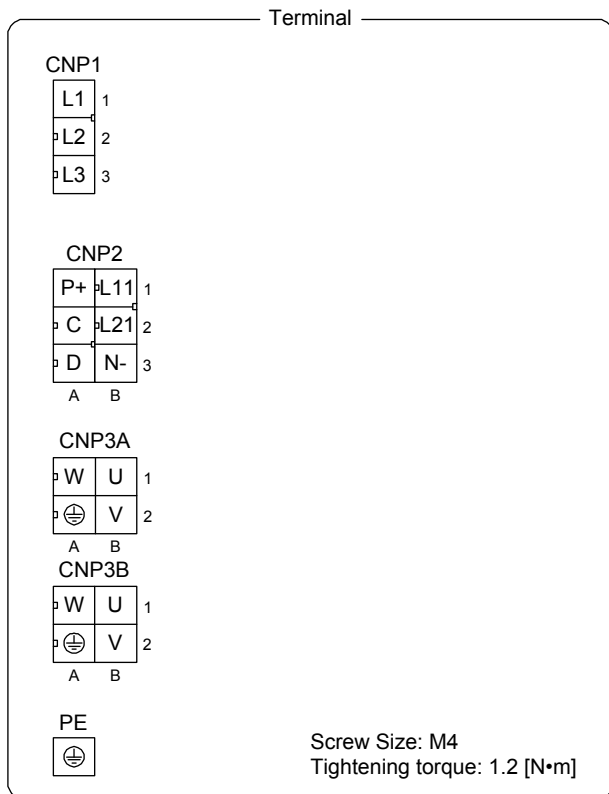 Terminal
CNP1
L1 1
L2 2
L3 3
CNP2
P+ L11 1
C L21 2
D N- 3
A B
CNP3A
W U 1
V 2
A B
CNP3B
W U 1
V 2
A B
PE
Screw Size: M4
Tightening torque: 1.2 [N•m]